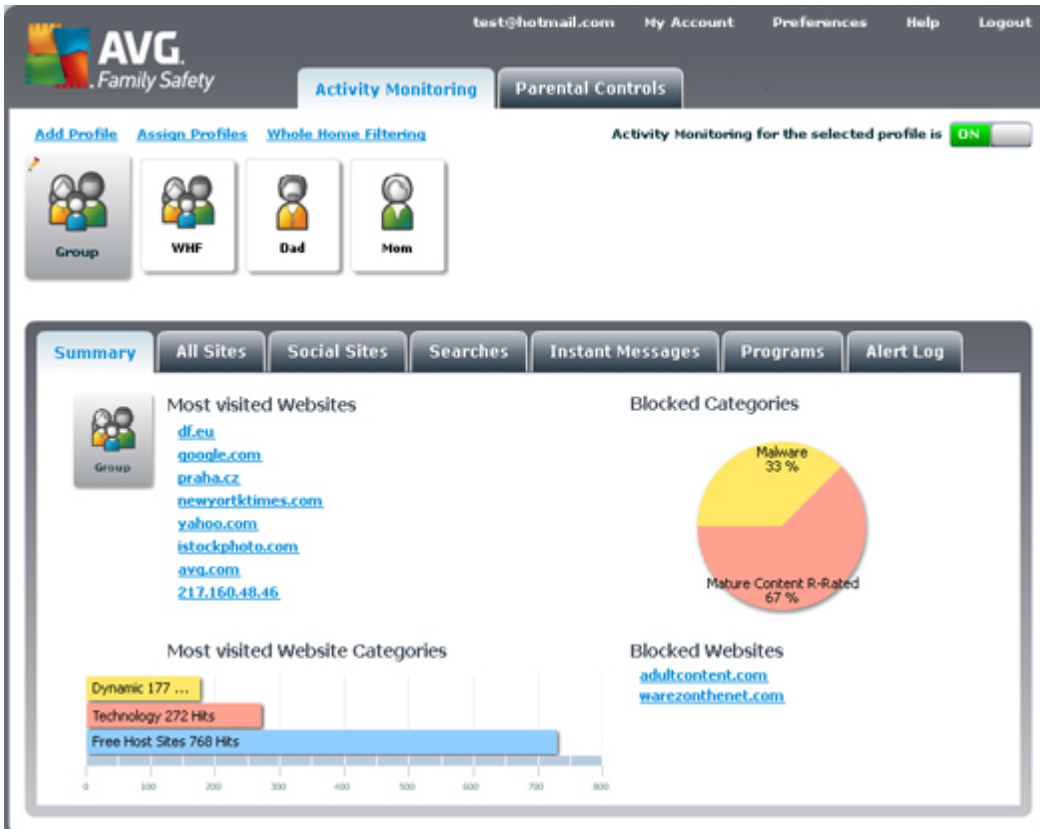 test@hotmail.com My Account Preferences Help Logout
AVG.
Family Safety
Activity Monitoring Parental Controls
Add Profile Assign Profiles Whole Home Filtering Activity Monitoring for the selected profile is ON
Group WHF Dad Mom
Summary All Sites Social Sites Searches Instant Messages Programs Alert Log
Group
Most visited Websites
df.eu
google.com
praha.cz
newyortktimes.com
yahoo.com
istockphoto.com
avg.com
217.160.48.46
Blocked Categories
Malware
33 %
Mature Content R-Rated
67 %
Most visited Website Categories
Dynamic 177 ...
Technology 272 Hits
Free Host Sites 768 Hits
0 100 200 300 400 500 600 700 800
Blocked Websites
adultcontent.com
warezonthenet.com